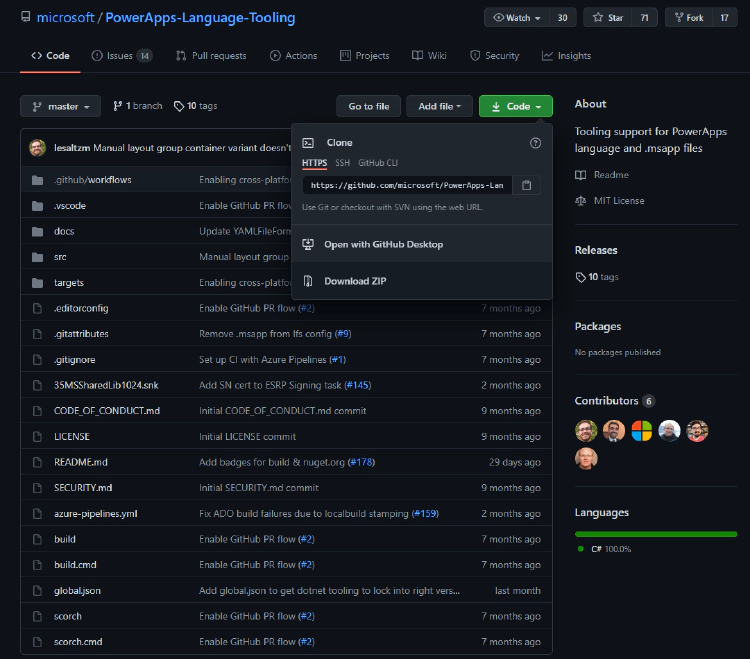 microsoft / PowerApps-Language-Tooling
Watch 30 Star 71 Fork 17
Code Issues 14 Pull requests Actions Projects Wiki Security Insights
master 1 branch 10 tags Go to file Add file Code
lesaltzm Manual layout group container variant doesn't
Clone
HTTPS SSH GitHub CLI
https://github.com/microsoft/PowerApps-Lan
Use Git or checkout with SVN using the web URL.
Open with GitHub Desktop
Download ZIP
.github/workflows Enabling cross-platfo
.vscode Enable GitHub PR flow
docs Update YAMLFileForm
src Manual layout group
targets Enabling cross-platfo
.editorconfig Enable GitHub PR flow (#2) 7 months ago
.gitattributes Remove .msapp from lfs config (#9) 7 months ago
.gitignore Set up CI with Azure Pipelines (#1) 7 months ago
35MSSharedLib1024.snk Add SN cert to ESRP Signing task (#145) 2 months ago
CODE_OF_CONDUCT.md Initial CODE_OF_CONDUCT.md commit 9 months ago
LICENSE Initial LICENSE commit 9 months ago
README.md Add badges for build & nuget.org (#178) 29 days ago
SECURITY.md Initial SECURITY.md commit 9 months ago
azure-pipelines.yml Fix ADO build failures due to localbuild stamping (#159) 2 months ago
build Enable GitHub PR flow (#2) 7 months ago
build.cmd Enable GitHub PR flow (#2) 7 months ago
global.json Add global.json to get dotnet tooling to lock into right vers... last month
scorch Enable GitHub PR flow (#2) 7 months ago
scorch.cmd Enable GitHub PR flow (#2) 7 months ago
About
Tooling support for PowerApps
language and .msapp files
Readme
MIT License
Releases
10 tags
Packages
No packages published
Contributors 6
Languages
C# 100.0%